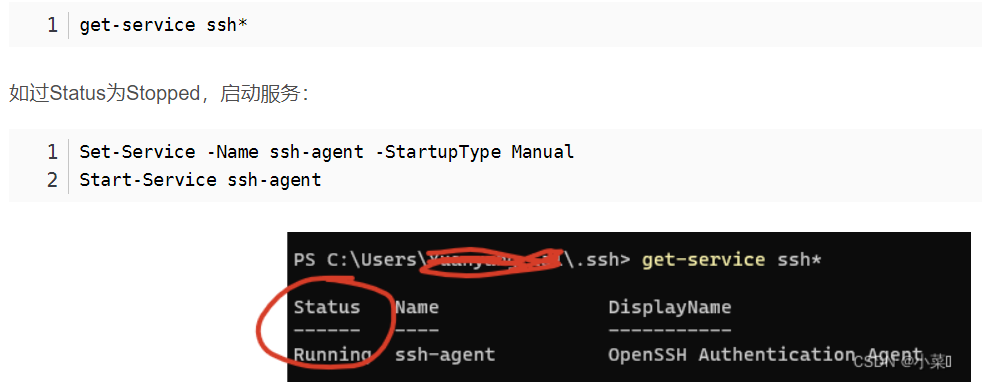 1 get-service ssh*
如过Status为Stopped，启动服务：
1 Set-Service -Name ssh-agent -StartupType Manual
2 Start-Service ssh-agent
PS C:\Users\ \.ssh> get-service ssh*
Status Name DisplayName
------ ---- -----------
Running ssh-agent OpenSSH Authentication Agent
CSDN @小菜